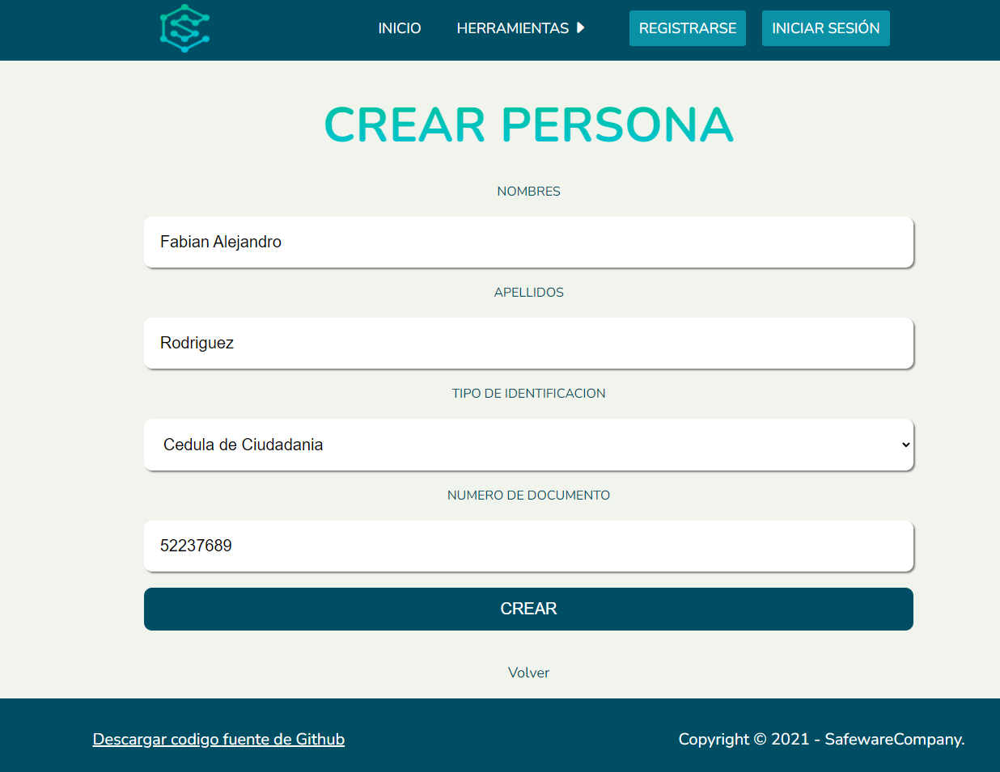 INICIO HERRAMIENTAS REGISTRARSE INICIAR SESIÓN
CREAR PERSONA
NOMBRES
Fabian Alejandro
APELLIDOS
Rodriguez
TIPO DE IDENTIFICACION
Cedula de Ciudadania
NUMERO DE DOCUMENTO
52237689
CREAR
Volver
Descargar codigo fuente de Github Copyright © 2021 - SafewareCompany.